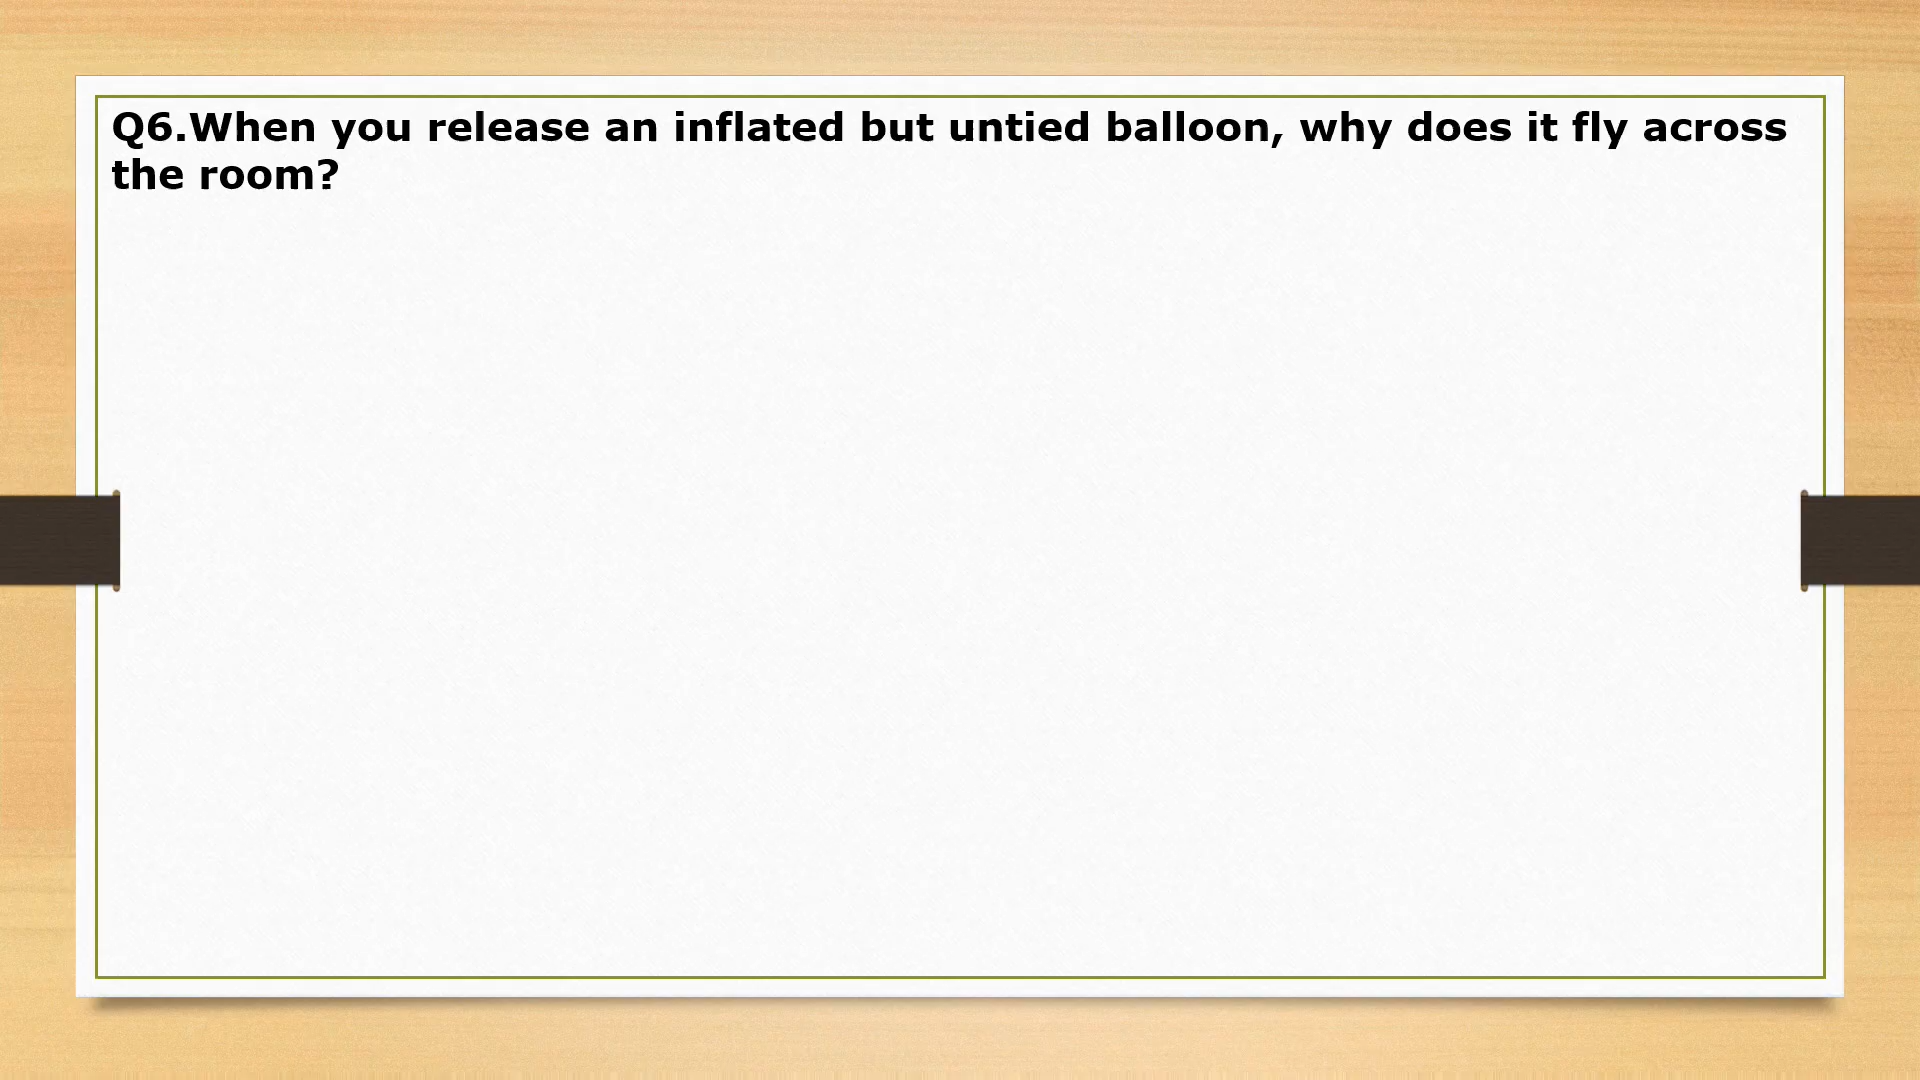 Q6.When you release an inflated but untied balloon, why does it fly across
the room?